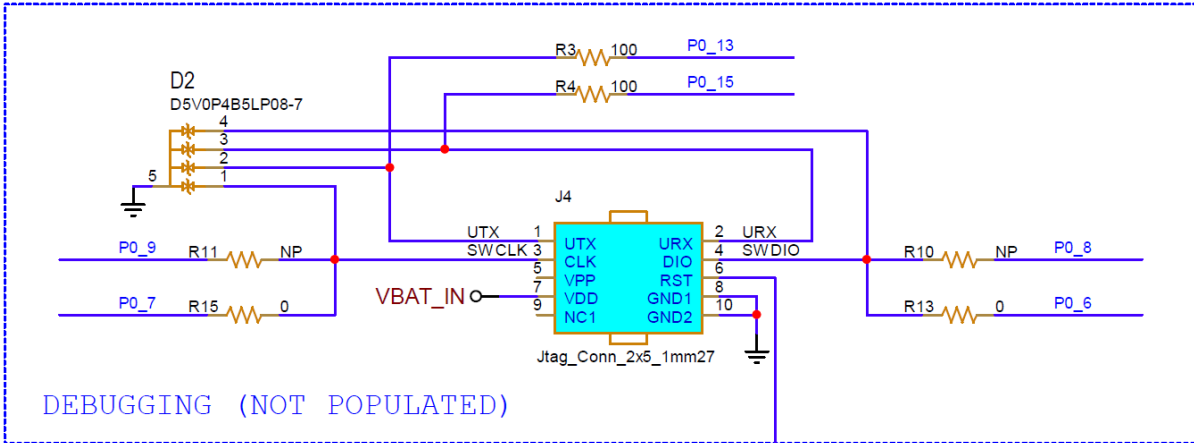 R3 100 P0_13
R4 100 P0_15
D2
D5V0P4B5LP08-7
4
3
2
5 1
J4
UTX 1 UTX URX 2 URX
SWCLK 3 CLK DIO 4 SWDIO
5 VPP RST 6
VBAT_IN 7 VDD GND1 8
9 NC1 GND2 10
Jtag_Conn_2x5_1mm27
P0_9 R11 NP
P0_7 R15 0
R10 NP P0_8
R13 0 P0_6
DEBUGGING (NOT POPULATED)